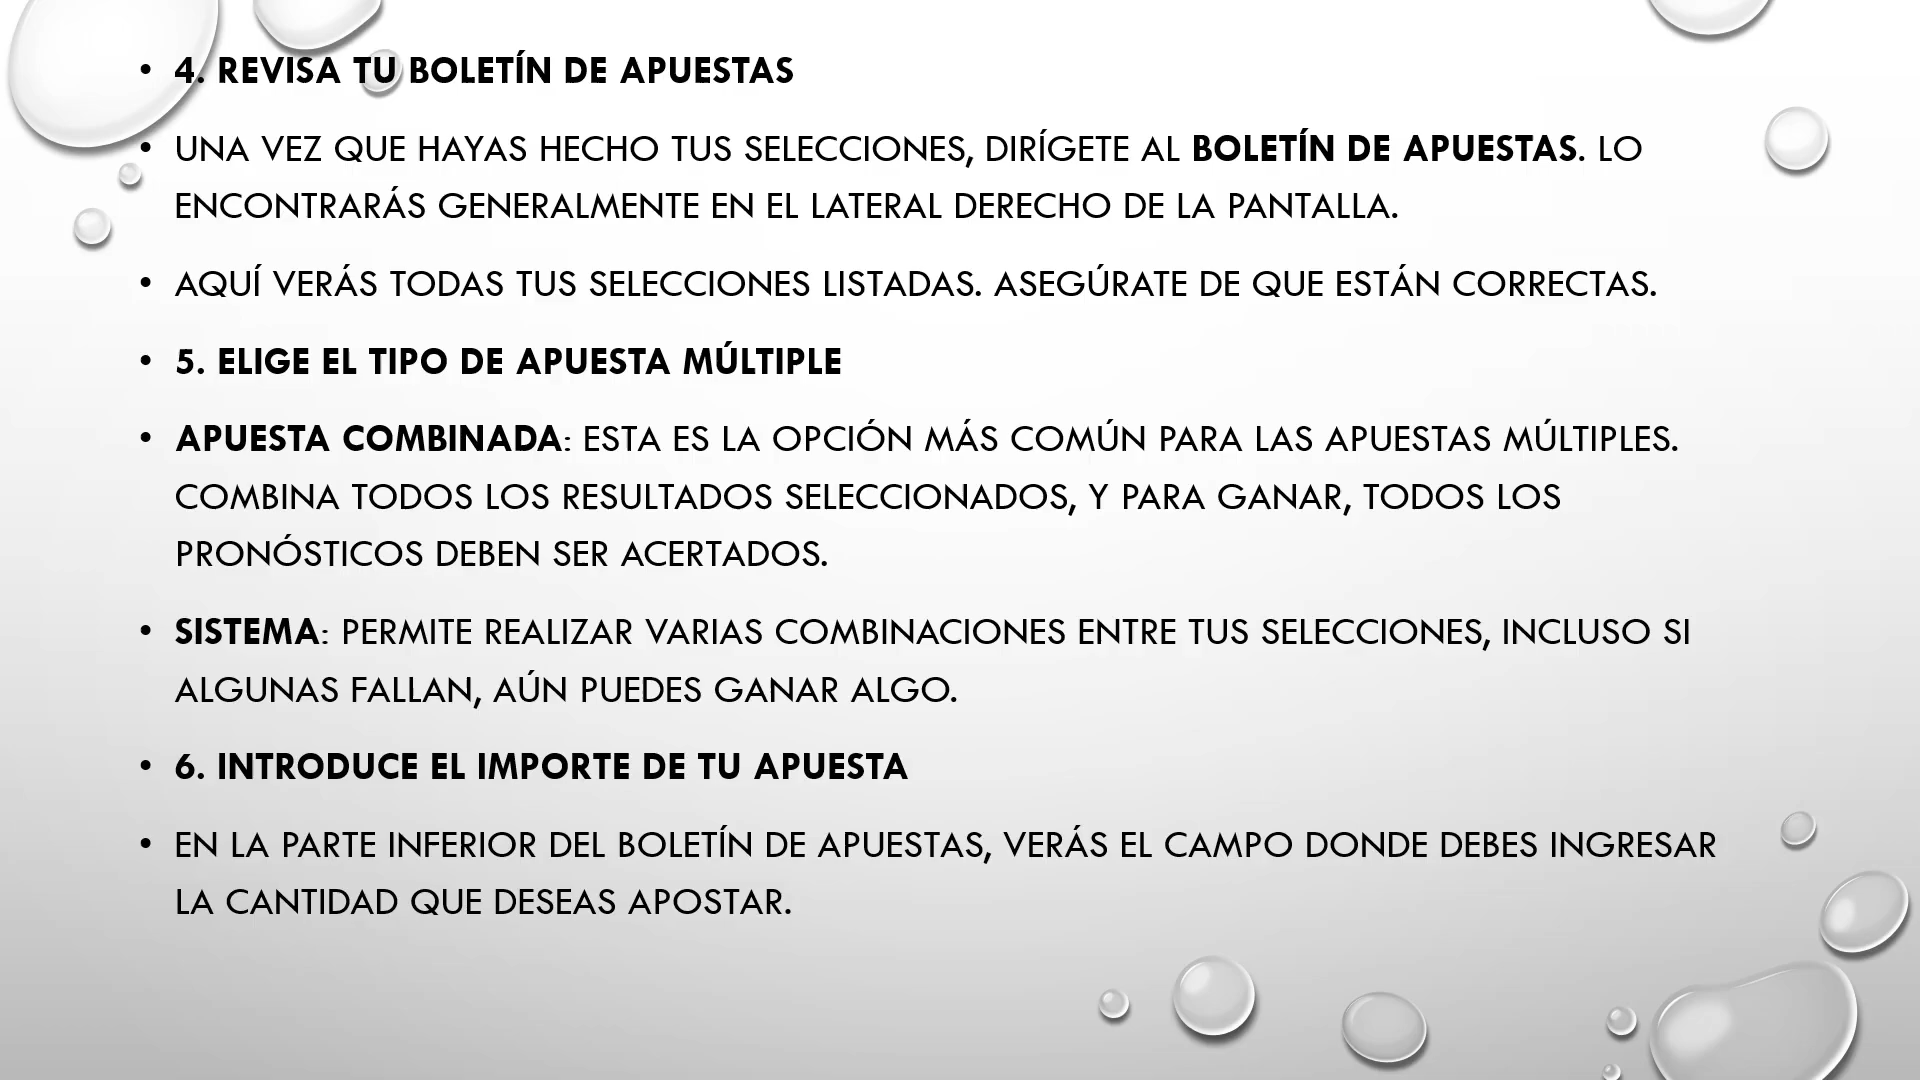 • 4. REVISA TU BOLETÍN DE APUESTAS
• UNA VEZ QUE HAYAS HECHO TUS SELECCIONES, DIRÍGETE AL BOLETÍN DE APUESTAS. LO
ENCONTRARÁS GENERALMENTE EN EL LATERAL DERECHO DE LA PANTALLA.
• AQUÍ VERÁS TODAS TUS SELECCIONES LISTADAS. ASEGÚRATE DE QUE ESTÁN CORRECTAS.
• 5. ELIGE EL TIPO DE APUESTA MÚLTIPLE
• APUESTA COMBINADA: ESTA ES LA OPCIÓN MÁS COMÚN PARA LAS APUESTAS MÚLTIPLES.
COMBINA TODOS LOS RESULTADOS SELECCIONADOS, Y PARA GANAR, TODOS LOS
PRONÓSTICOS DEBEN SER ACERTADOS.
• SISTEMA: PERMITE REALIZAR VARIAS COMBINACIONES ENTRE TUS SELECCIONES, INCLUSO SI
ALGUNAS FALLAN, AÚN PUEDES GANAR ALGO.
• 6. INTRODUCE EL IMPORTE DE TU APUESTA
• EN LA PARTE INFERIOR DEL BOLETÍN DE APUESTAS, VERÁS EL CAMPO DONDE DEBES INGRESAR
LA CANTIDAD QUE DESEAS APOSTAR.